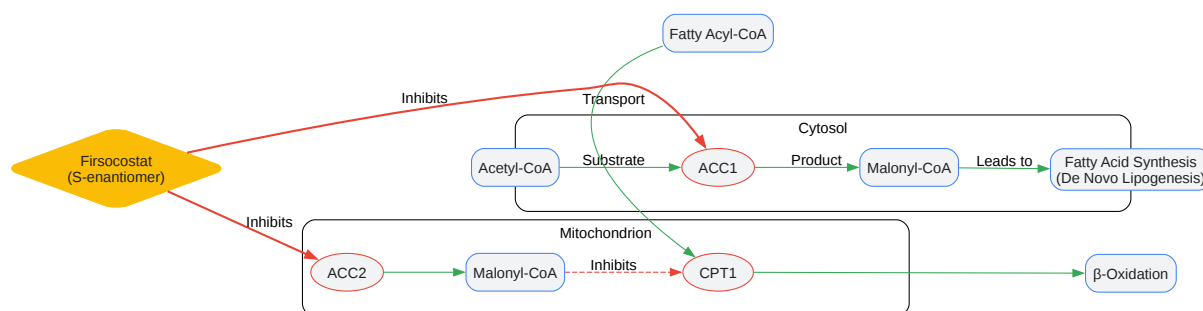 Fatty Acyl-CoA
Inhibits
Transport
Cytosol
Firsocostat
(S-enantiomer)
Acetyl-CoA
Substrate
ACC1
Product
Malonyl-CoA
Leads to
Fatty Acid Synthesis
(De Novo Lipogenesis)
Inhibits
Mitochondrion
ACC2
Malonyl-CoA
Inhibits
CPT1
β-Oxidation